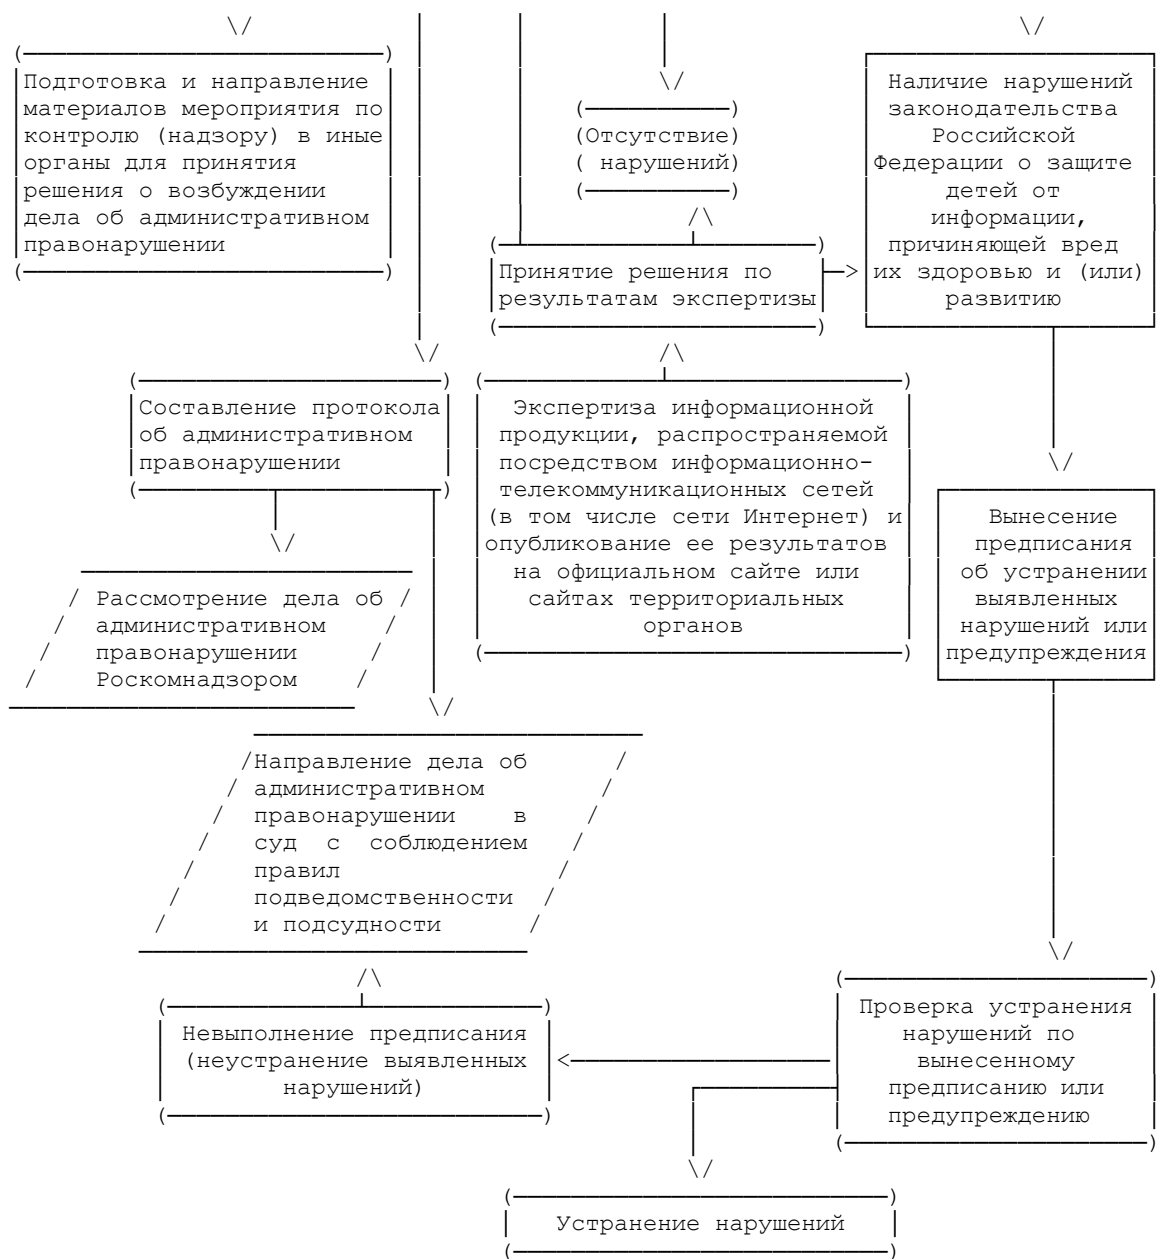 Подготовка и направление
материалов мероприятия по
контролю (надзору) в иные
органы для принятия
решения о возбуждении
дела об административном
правонарушении
(Отсутствие)
( нарушений)
Наличие нарушений
законодательства
Российской
Федерации о защите
детей от
информации,
причиняющей вред
их здоровью и (или)
развитию
Принятие решения по
результатам экспертизы
Составление протокола
об административном
правонарушении
Экспертиза информационной
продукции, распространяемой
посредством информационно-
телекоммуникационных сетей
(в том числе сети Интернет) и
опубликование ее результатов
на официальном сайте или
сайтах территориальных
органов
Вынесение
предписания
об устранении
выявленных
нарушений или
предупреждения
Рассмотрение дела об
административном
правонарушении
Роскомнадзором
Направление дела об
административном
правонарушении в
суд с соблюдением
правил
подведомственности
и подсудности
Невыполнение предписания
(неустранение выявленных
нарушений)
Проверка устранения
нарушений по
вынесенному
предписанию или
предупреждению
Устранение нарушений